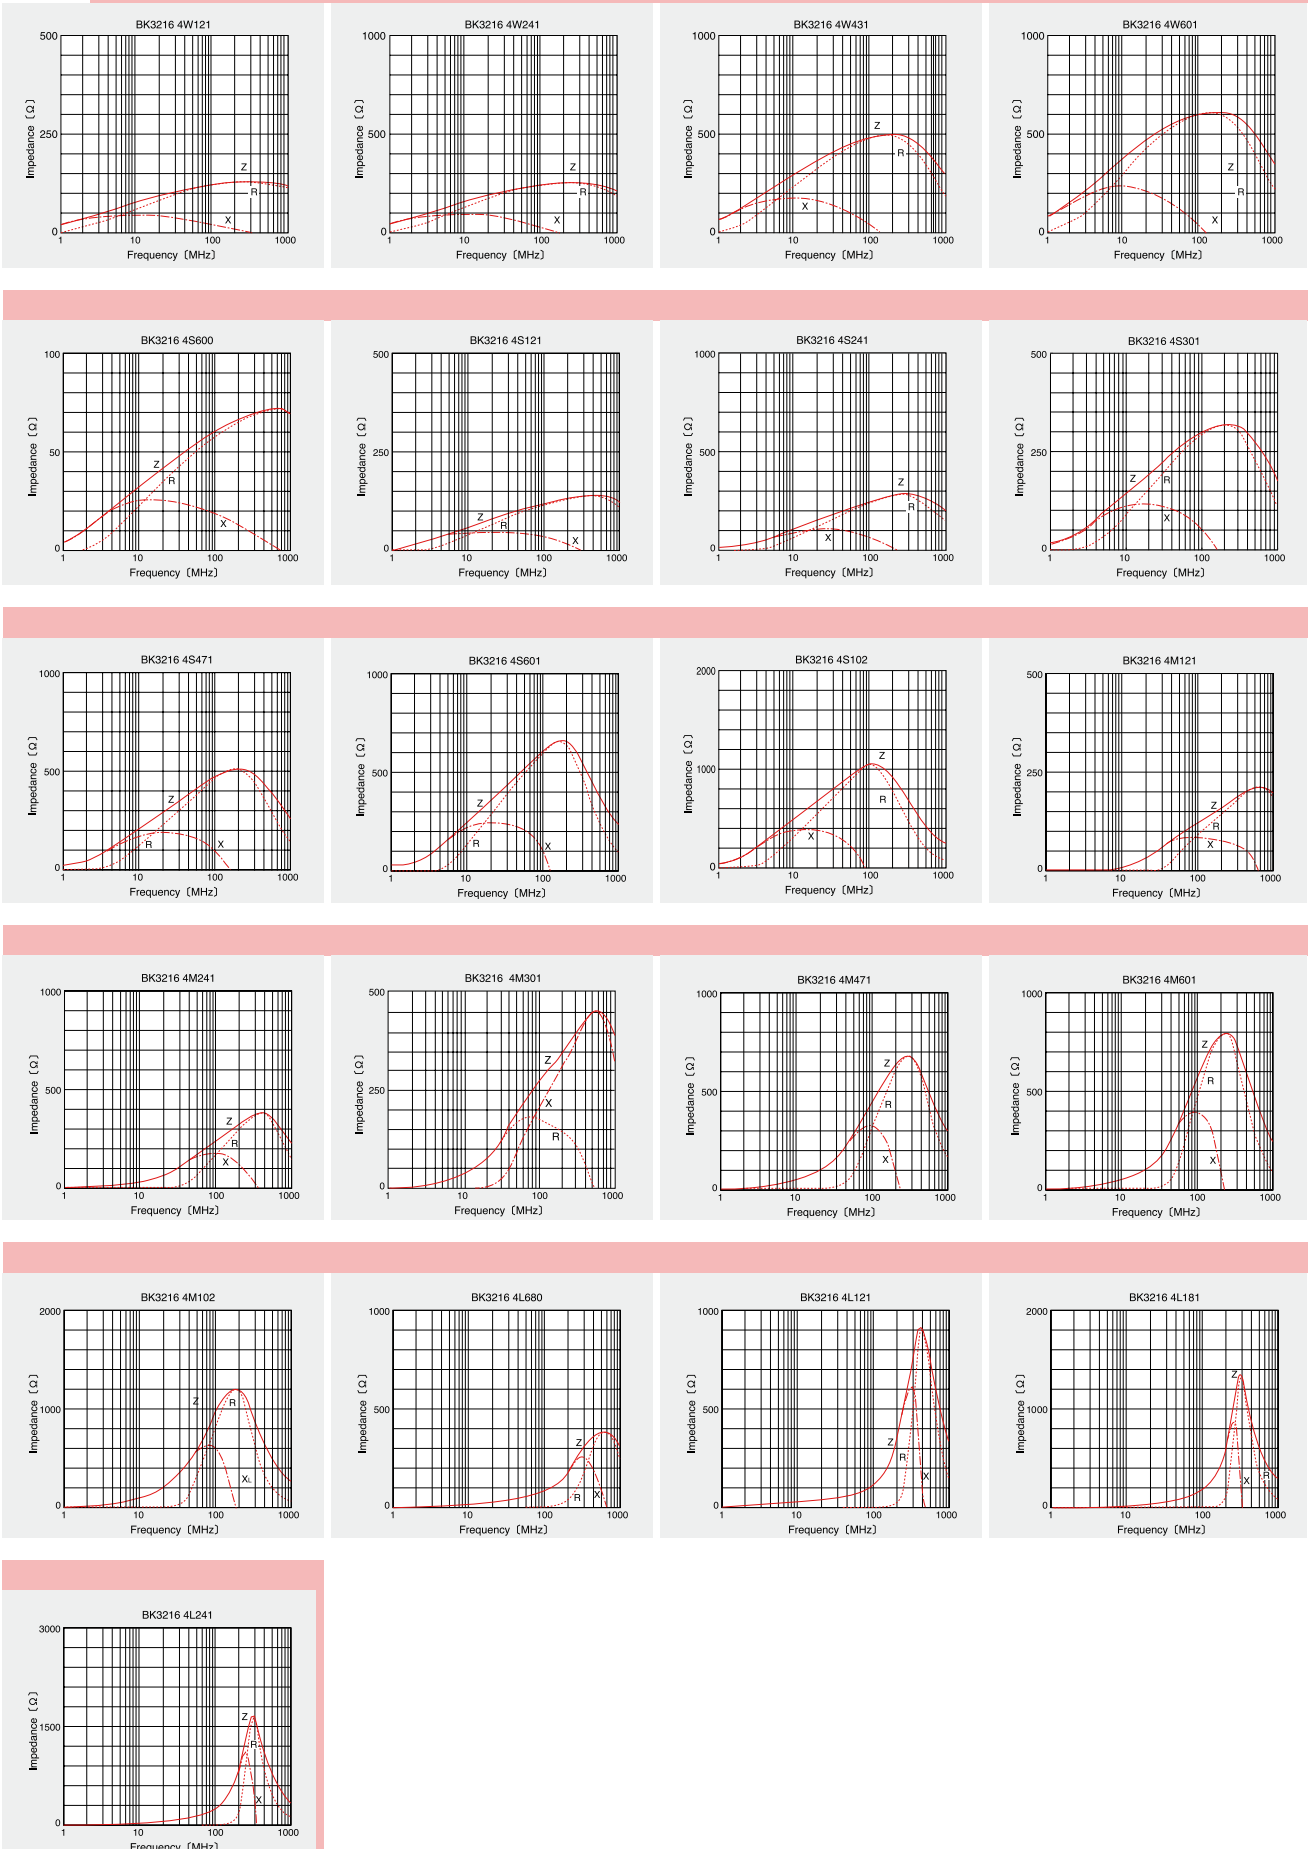 BK3216 4W121
500
250
0
Impedance〔Ω〕
Z
R
X
1
10
100
1000
Frequency〔MHz〕
BK3216 4W241
1000
500
0
Impedance〔Ω〕
Z
R
X
1
10
100
1000
Frequency〔MHz〕
BK3216 4W431
1000
500
0
Impedance〔Ω〕
Z
R
X
1
10
100
1000
Frequency〔MHz〕
BK3216 4W601
1000
500
0
Impedance〔Ω〕
Z
R
X
1
10
100
1000
Frequency〔MHz〕
BK3216 4S600
100
50
0
Impedance〔Ω〕
Z
R
X
1
10
100
1000
Frequency〔MHz〕
BK3216 4S121
500
250
0
Impedance〔Ω〕
Z
R
X
1
10
100
1000
Frequency〔MHz〕
BK3216 4S241
1000
500
0
Impedance〔Ω〕
Z
R
X
1
10
100
1000
Frequency〔MHz〕
BK3216 4S301
500
250
0
Impedance〔Ω〕
Z
R
X
1
10
100
1000
Frequency〔MHz〕
BK3216 4S471
1000
500
0
Impedance〔Ω〕
Z
R
X
1
10
100
1000
Frequency〔MHz〕
BK3216 4S601
1000
500
0
Impedance〔Ω〕
Z
R
X
1
10
100
1000
Frequency〔MHz〕
BK3216 4S102
2000
1000
0
Impedance〔Ω〕
Z
R
X
1
10
100
1000
Frequency〔MHz〕
BK3216 4M121
500
250
0
Impedance〔Ω〕
Z
R
X
1
10
100
1000
Frequency〔MHz〕
BK3216 4M241
1000
500
0
Impedance〔Ω〕
Z
R
X
1
10
100
1000
Frequency〔MHz〕
BK3216 4M301
500
250
0
Impedance〔Ω〕
Z
X
R
1
10
100
1000
Frequency〔MHz〕
BK3216 4M471
1000
500
0
Impedance〔Ω〕
Z
R
X
1
10
100
1000
Frequency〔MHz〕
BK3216 4M601
1000
500
0
Impedance〔Ω〕
Z
R
X
1
10
100
1000
Frequency〔MHz〕
BK3216 4M102
2000
1000
0
Impedance〔Ω〕
Z
R
XL
1
10
100
1000
Frequency〔MHz〕
BK3216 4L680
1000
500
0
Impedance〔Ω〕
Z
R
X
1
10
100
1000
Frequency〔MHz〕
BK3216 4L121
1000
500
0
Impedance〔Ω〕
Z
R
X
1
10
100
1000
Frequency〔MHz〕
BK3216 4L181
2000
1000
0
Impedance〔Ω〕
Z
R
X
1
10
100
1000
Frequency〔MHz〕
BK3216 4L241
3000
1500
0
Impedance〔Ω〕
Z
R
X
1
10
100
1000
Frequency〔MHz〕